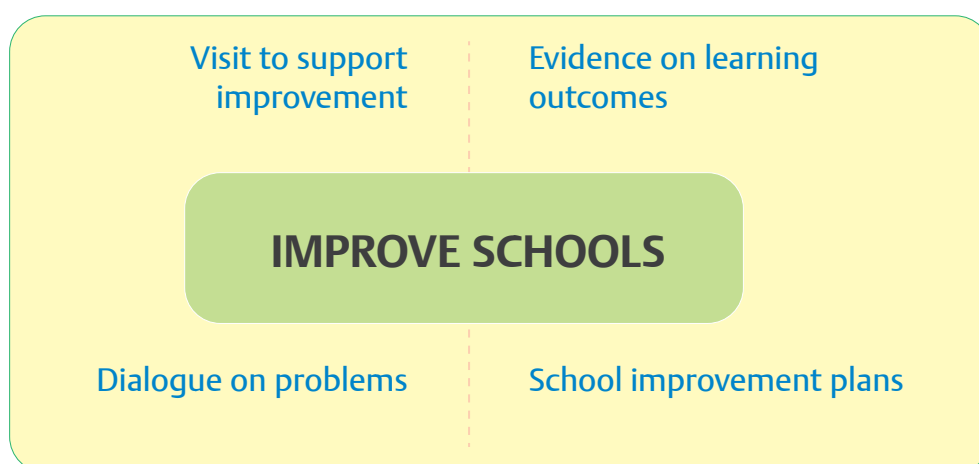 Visit to support
improvement
Evidence on learning
outcomes
IMPROVE SCHOOLS
Dialogue on problems
School improvement plans